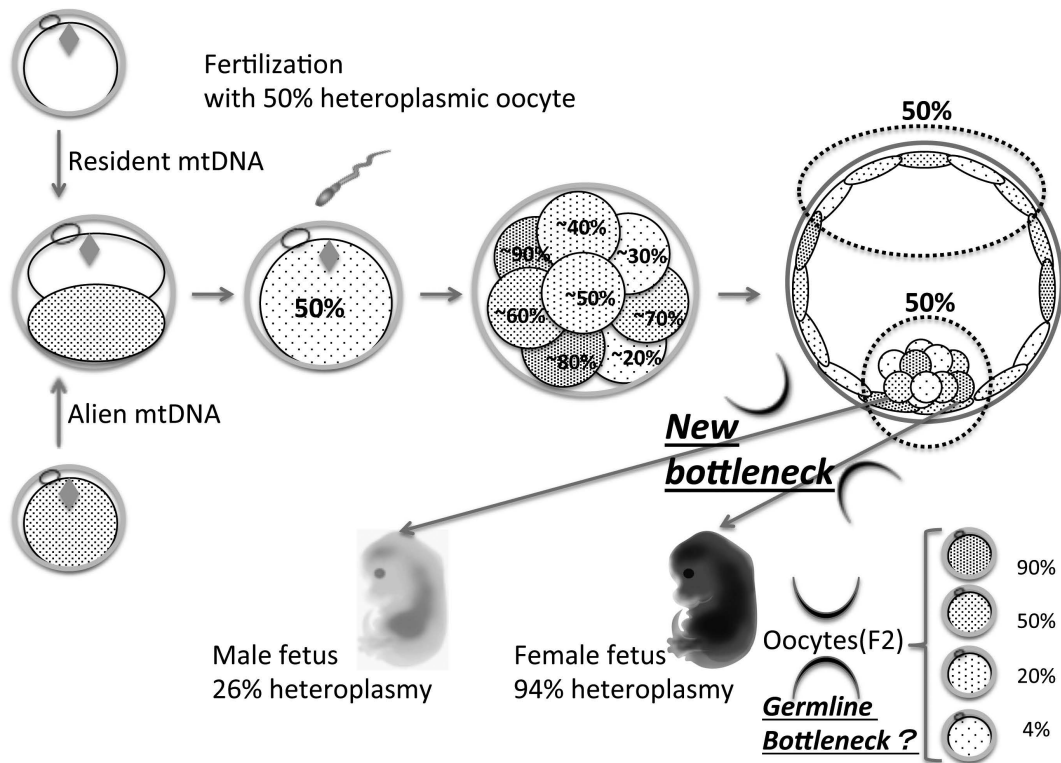 Fertilization
with 50% heteroplasmic oocyte
50%
Resident mtDNA
~40%
~90%
~30%
50%
~50%
~60%
~70%
~80%
~20%
50%
Alien mtDNA
New
bottleneck
Male fetus
26% heteroplasmy
Female fetus
94% heteroplasmy
Oocytes(F2)
90%
50%
20%
4%
Germline
Bottleneck ?